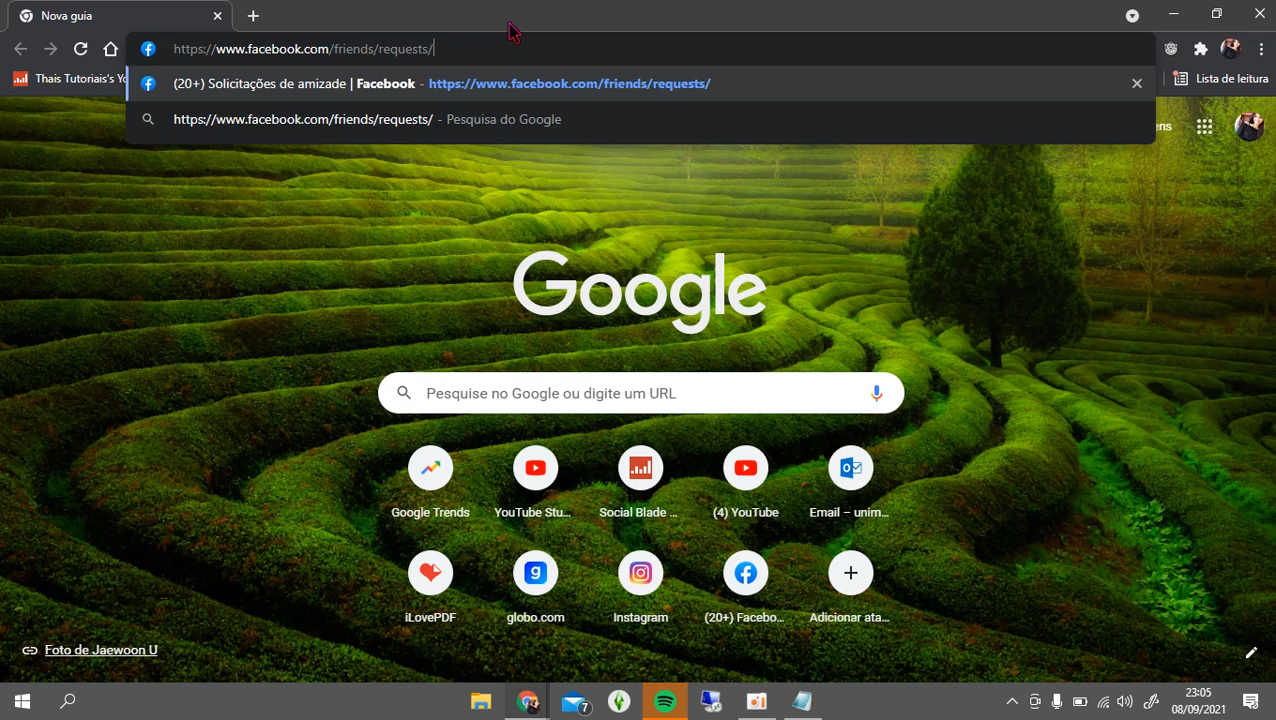 Nova guia
https://www.facebook.com/friends/requests/
Thais Tutoriais's Yo
Lista de leitura
(20+) Solicitações de amizade | Facebook - https://www.facebook.com/friends/requests/
https://www.facebook.com/friends/requests/ - Pesquisa do Google
ens
Google
Pesquise no Google ou digite um URL
Google Trends
YouTube Stu...
Social Blade ...
(4) YouTube
Email – unim...
iLovePDF
globo.com
Instagram
(20+) Facebo...
Adicionar ata...
Foto de Jaewoon U
7
23:05
08/09/2021